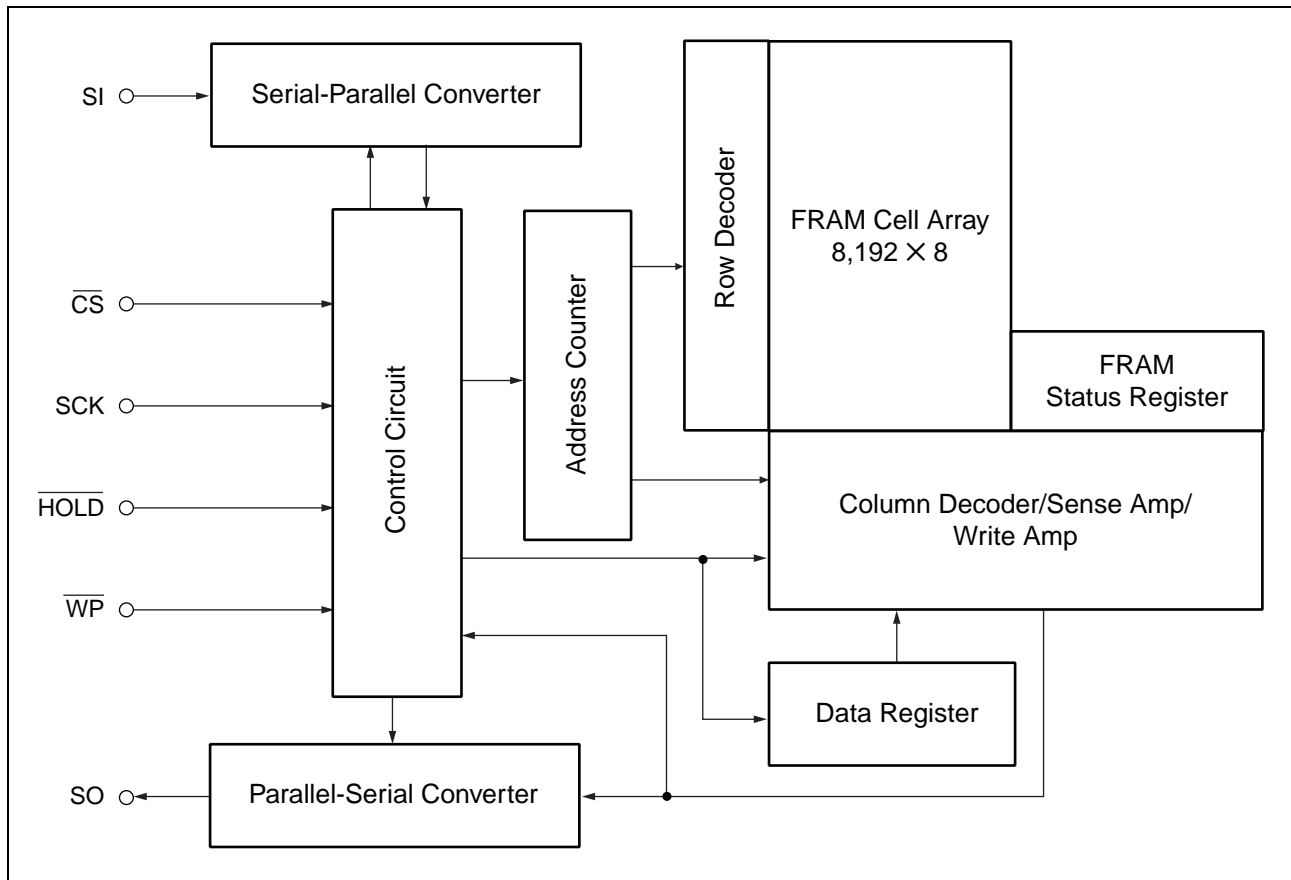 SI
Serial-Parallel Converter
CS
SCK
HOLD
WP
Control Circuit
Address Counter
Row Decoder
FRAM Cell Array
8,192 × 8
FRAM
Status Register
Column Decoder/Sense Amp/
Write Amp
Data Register
SO
Parallel-Serial Converter